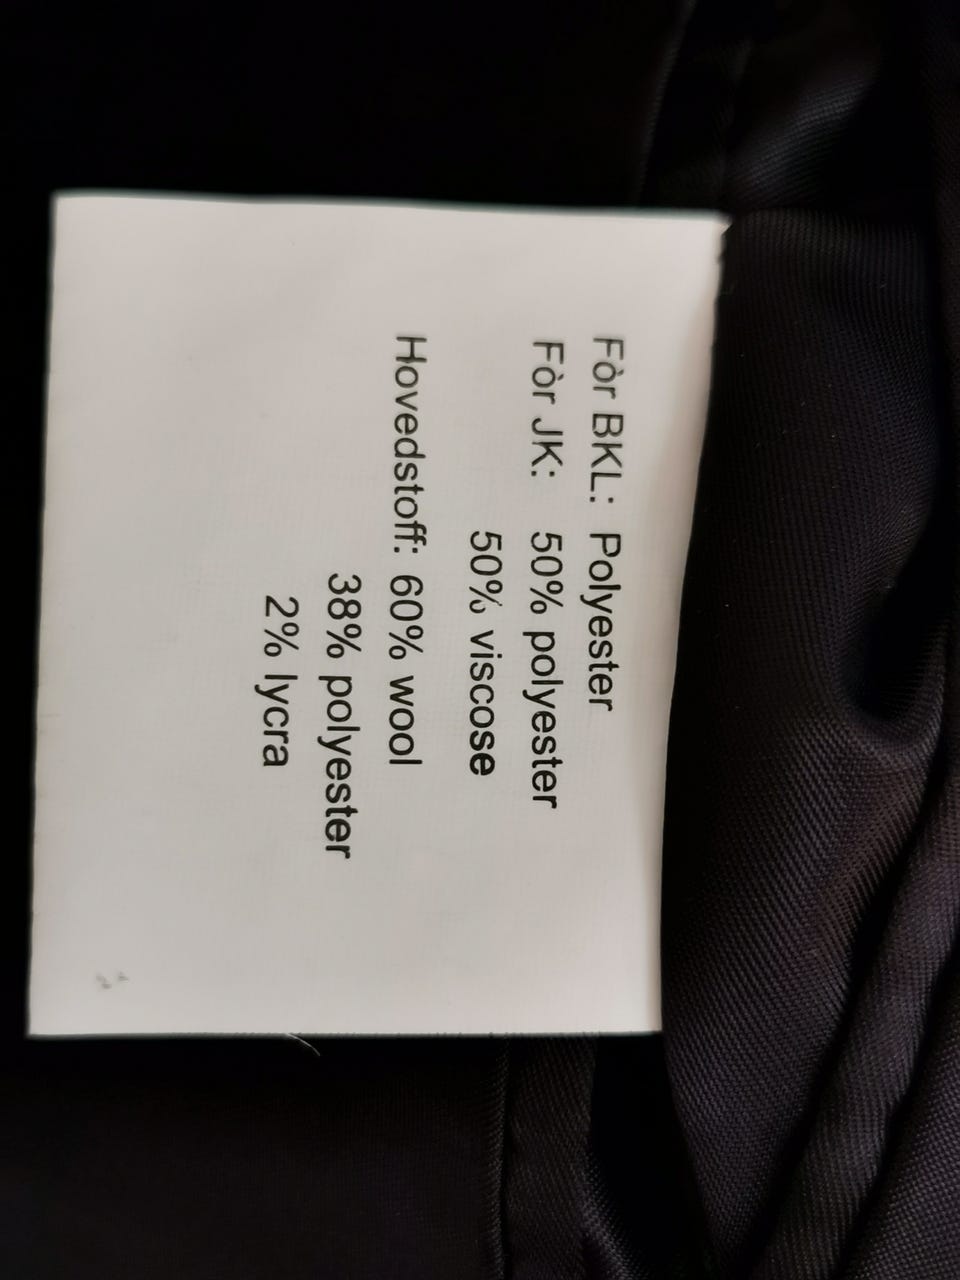 Fòr BKL: Polyester
Fòr JK: 50% polyester
50% viscose
Hovedstoff: 60% wool
38% polyester
2% lycra